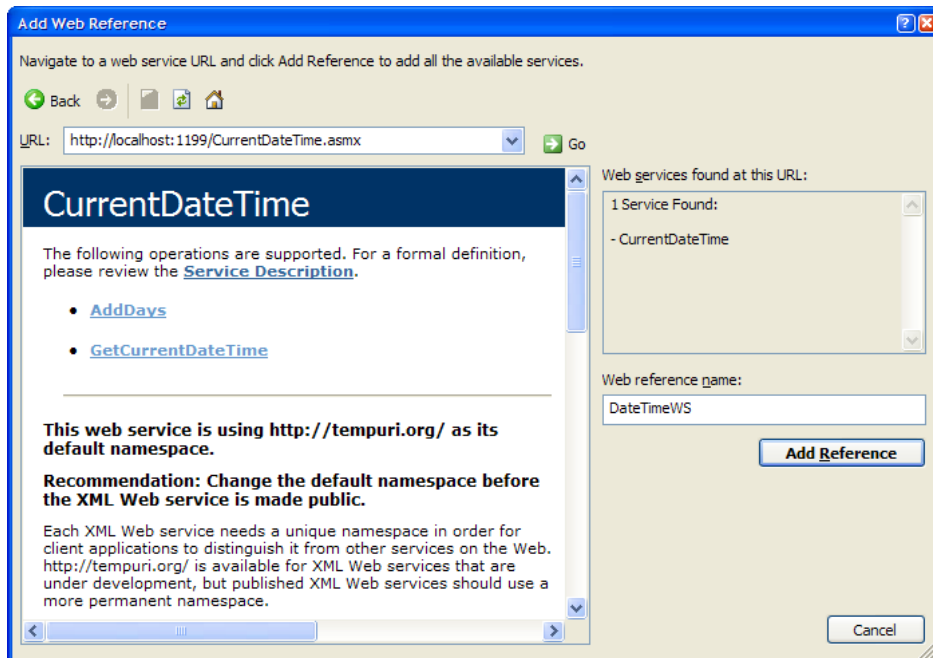 Add Web Reference
Navigate to a web service URL and click Add Reference to add all the available services.
Back
URL: http://localhost:1199/CurrentDateTime.asmx Go
CurrentDateTime
The following operations are supported. For a formal definition,
please review the Service Description.
• AddDays
• GetCurrentDateTime
This web service is using http://tempuri.org/ as its
default namespace.
Recommendation: Change the default namespace before
the XML Web service is made public.
Each XML Web service needs a unique namespace in order for
client applications to distinguish it from other services on the Web.
http://tempuri.org/ is available for XML Web services that are
under development, but published XML Web services should use a
more permanent namespace.
Web services found at this URL:
1 Service Found:
- CurrentDateTime
Web reference name:
DateTimeWS
Add Reference
Cancel